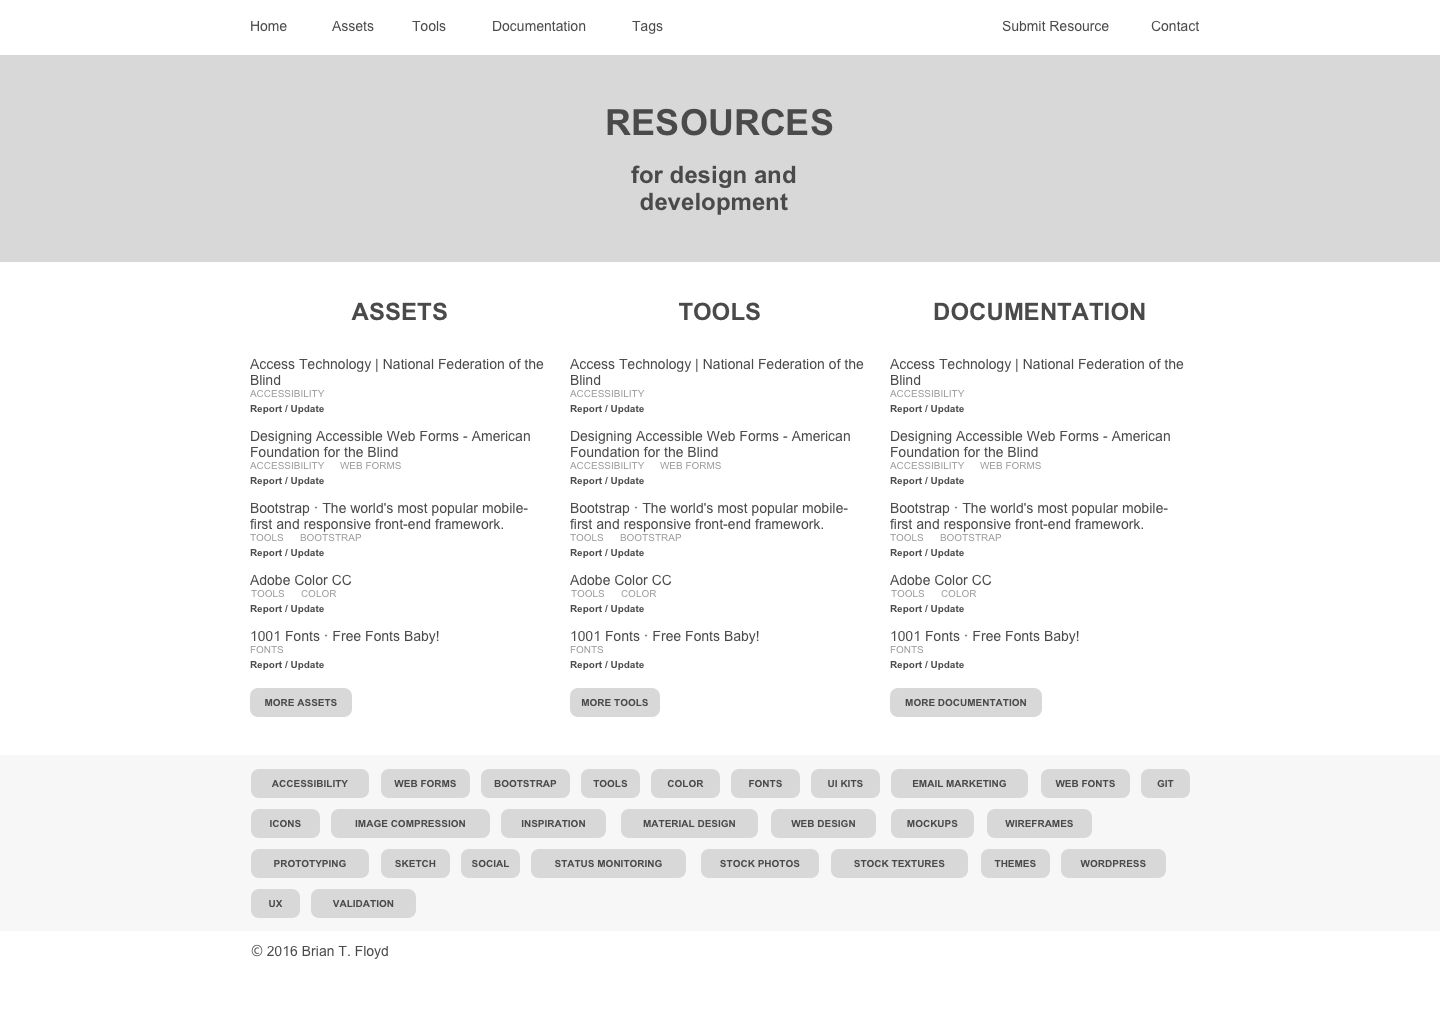 Home Assets Tools Documentation Tags Submit Resource Contact
RESOURCES
for design and
development
ASSETS
Access Technology | National Federation of the
Blind
ACCESSIBILITY
Report / Update
Designing Accessible Web Forms - American
Foundation for the Blind
ACCESSIBILITY WEB FORMS
Report / Update
Bootstrap · The world's most popular mobile-
first and responsive front-end framework.
TOOLS BOOTSTRAP
Report / Update
Adobe Color CC
TOOLS COLOR
Report / Update
1001 Fonts · Free Fonts Baby!
FONTS
Report / Update
MORE ASSETS
TOOLS
Access Technology | National Federation of the
Blind
ACCESSIBILITY
Report / Update
Designing Accessible Web Forms - American
Foundation for the Blind
ACCESSIBILITY WEB FORMS
Report / Update
Bootstrap · The world's most popular mobile-
first and responsive front-end framework.
TOOLS BOOTSTRAP
Report / Update
Adobe Color CC
TOOLS COLOR
Report / Update
1001 Fonts · Free Fonts Baby!
FONTS
Report / Update
MORE TOOLS
DOCUMENTATION
Access Technology | National Federation of the
Blind
ACCESSIBILITY
Report / Update
Designing Accessible Web Forms - American
Foundation for the Blind
ACCESSIBILITY WEB FORMS
Report / Update
Bootstrap · The world's most popular mobile-
first and responsive front-end framework.
TOOLS BOOTSTRAP
Report / Update
Adobe Color CC
TOOLS COLOR
Report / Update
1001 Fonts · Free Fonts Baby!
FONTS
Report / Update
MORE DOCUMENTATION
ACCESSIBILITY WEB FORMS BOOTSTRAP TOOLS COLOR FONTS UI KITS EMAIL MARKETING WEB FONTS GIT
ICONS IMAGE COMPRESSION INSPIRATION MATERIAL DESIGN WEB DESIGN MOCKUPS WIREFRAMES
PROTOTYPING SKETCH SOCIAL STATUS MONITORING STOCK PHOTOS STOCK TEXTURES THEMES WORDPRESS
UX VALIDATION
© 2016 Brian T. Floyd